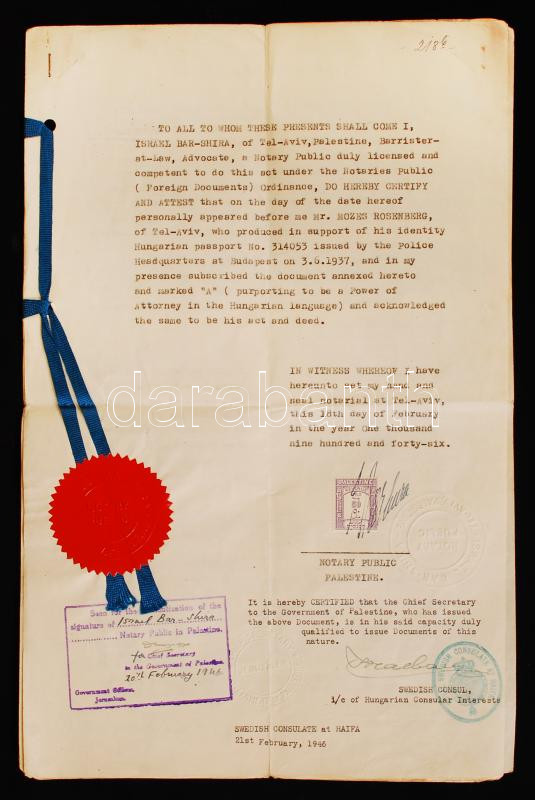 218
TO ALL TO WHOM THESE PRESENTS SHALL COME I,
ISRAEL BAR-SHIRA, of Tel-Aviv,Palestine, Barrister-
at-Law, Advocate, a Notary Public duly licensed and
competent to do this act under the Notaries Public
( Foreign Documents) Ordinance, DO HEREBY CERTIFY
AND ATTEST that on the day of the date hereof
personally appeared before me Mr. MOZES ROSENBERG,
of Tel-Aviv, who produced in support of his identity
Hungarian passport No. 314053 issued by the Police
Headquarters at Budapest on 3.6.1937, and in my
presence subscribed the document annexed hereto
and marked "A" ( purporting to be a Power of
Attorney in the Hungarian language) and acknowledged
the same to be his act and deed.
IN WITNESS WHEREOF I have
hereunto set my hand and
seal notarial at Tel-Aviv,
this 18th day of February
in the year One thousand
nine hundred and forty-six.
darabanth
PALESTINE
NOTARY PUBLIC
PALESTINE.
It is hereby CERTIFIED that the Chief Secretary
to the Government of Palestine, who has issued
the above Document, is in his said capacity duly
qualified to issue Documents of this
nature.
SWEDISH CONSUL,
i/c of Hungarian Consular Interests
Seen for the legalisation of the
signature of Israel Bar-Shira
Notary Public in Palestine.
for Chief Secretary
to the Government of Palestine.
20th February 1946
Government Offices,
Jerusalem.
SWEDISH CONSULATE at HAIFA
21st February, 1946